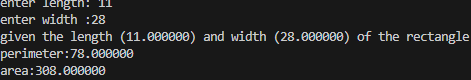 enter length: 11
enter width :28
given the length (11.000000) and width (28.000000) of the rectangle
perimeter:78.000000
area:308.000000